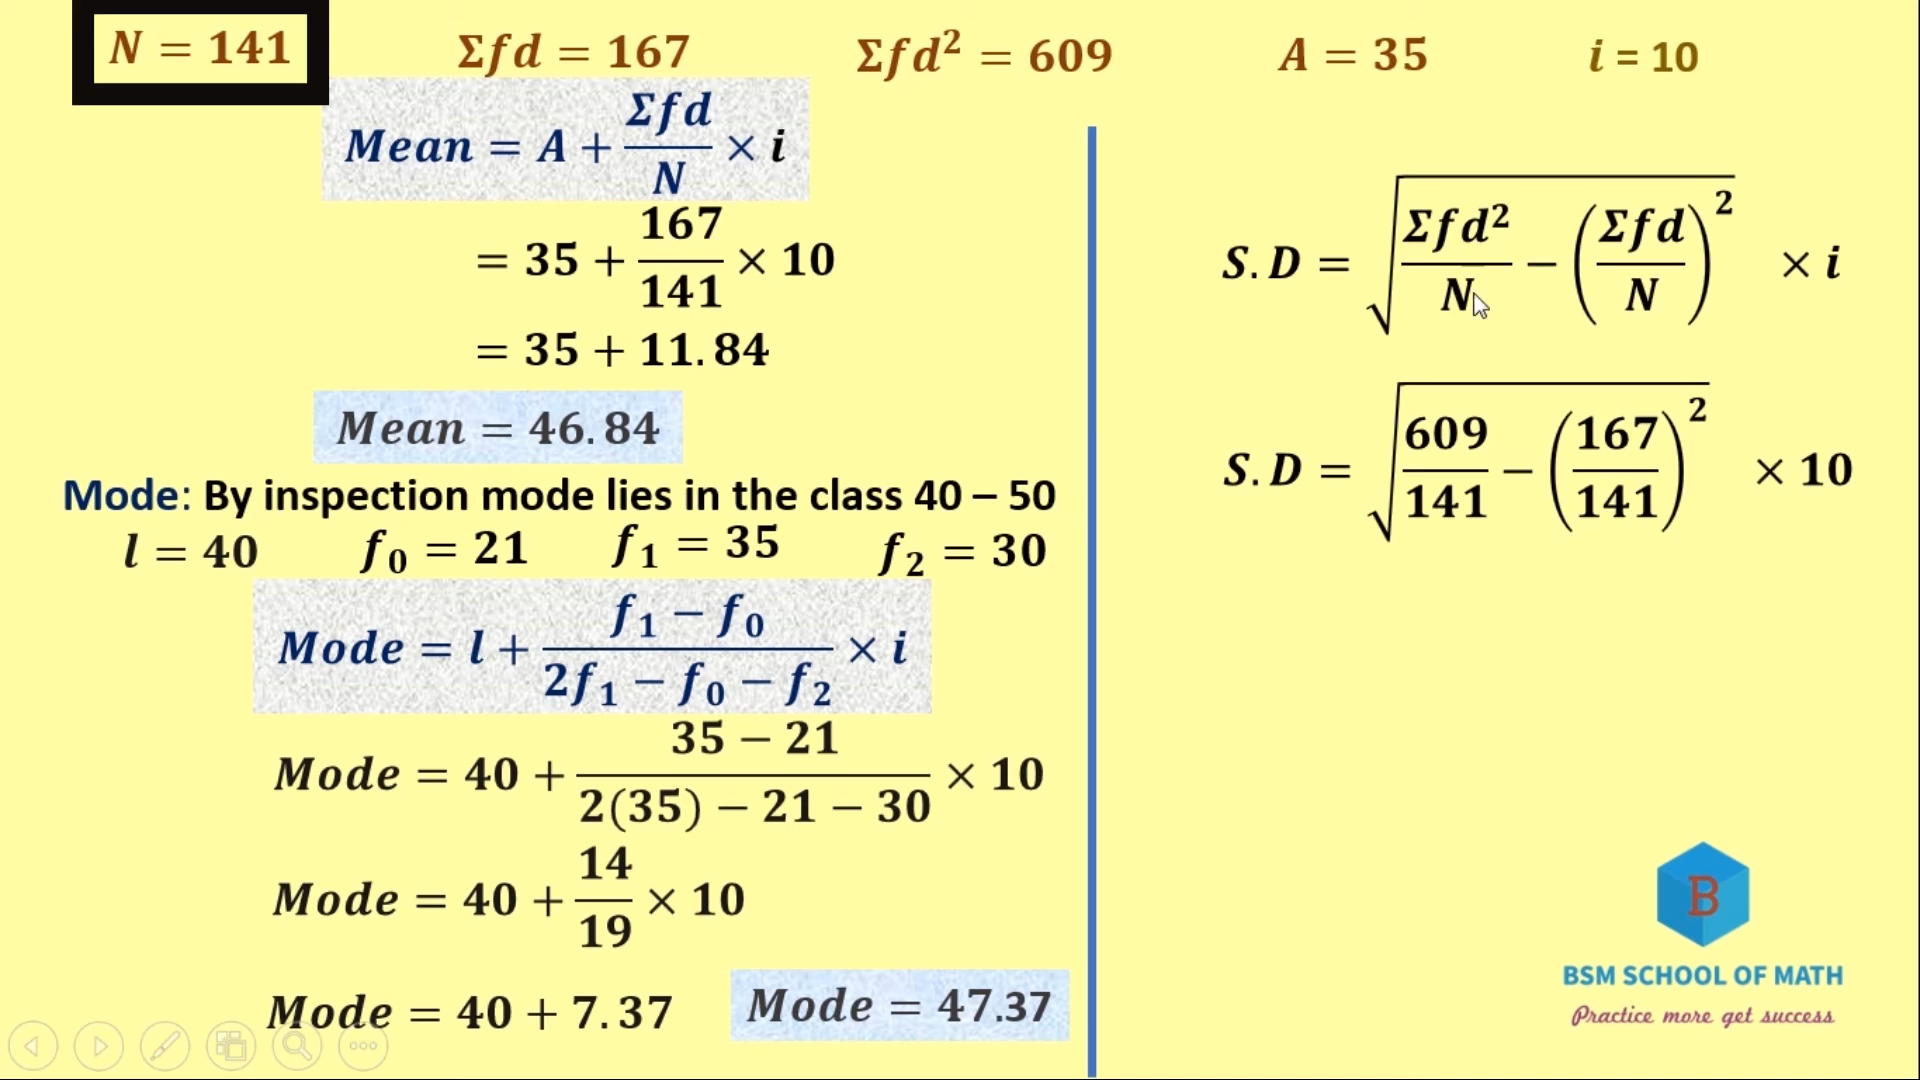 N = 141   Σfd = 167   Σfd² = 609   A = 35   i = 10
Mean = A + Σfd/N × i
= 35 + 167/141 × 10
= 35 + 11.84
Mean = 46.84
Mode: By inspection mode lies in the class 40 – 50
l = 40   f₀ = 21   f₁ = 35   f₂ = 30
Mode = l + (f₁ − f₀)/(2f₁ − f₀ − f₂) × i
Mode = 40 + (35 − 21)/(2(35) − 21 − 30) × 10
Mode = 40 + 14/19 × 10
Mode = 40 + 7.37   Mode = 47.37
S.D = √(Σfd²/N − (Σfd/N)²) × i
S.D = √(609/141 − (167/141)²) × 10
B
BSM SCHOOL OF MATH
Practice more get success